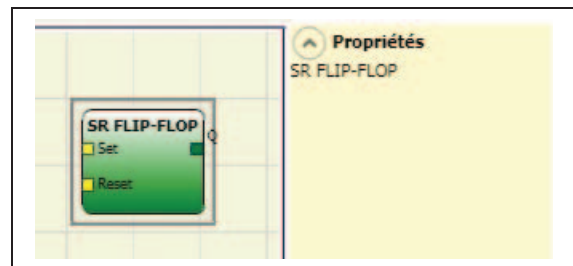 Propriétés
SR FLIP-FLOP
SR FLIP-FLOP
Q
Set
Reset